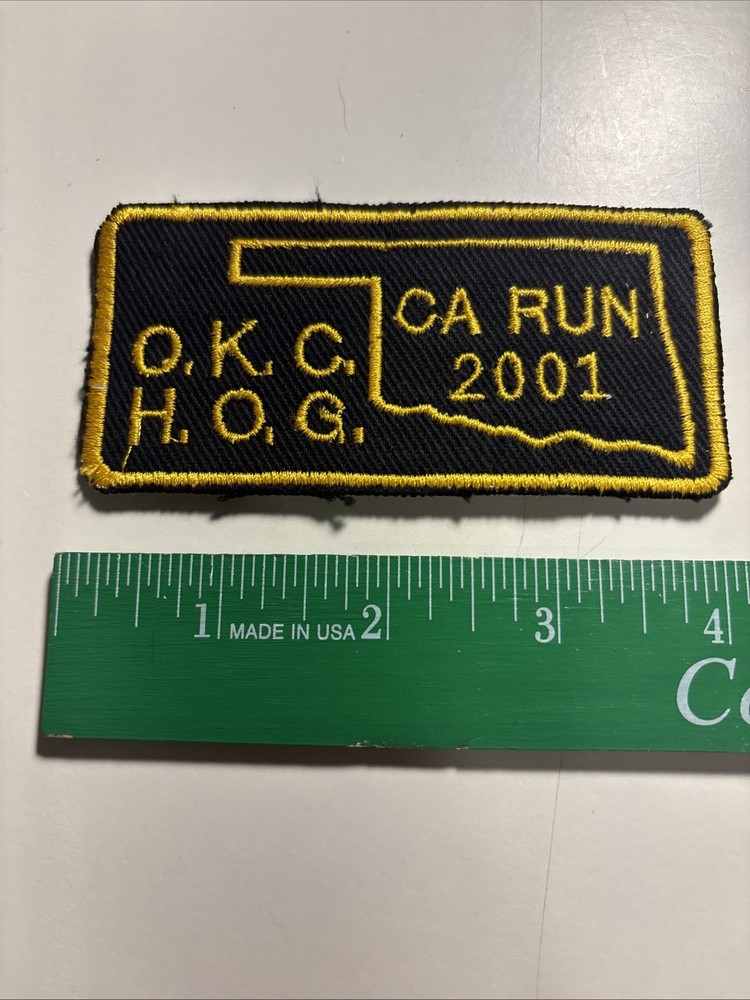 O.K.C.
H.O.G.
CA RUN
2001
1 MADE IN USA 2 3 4